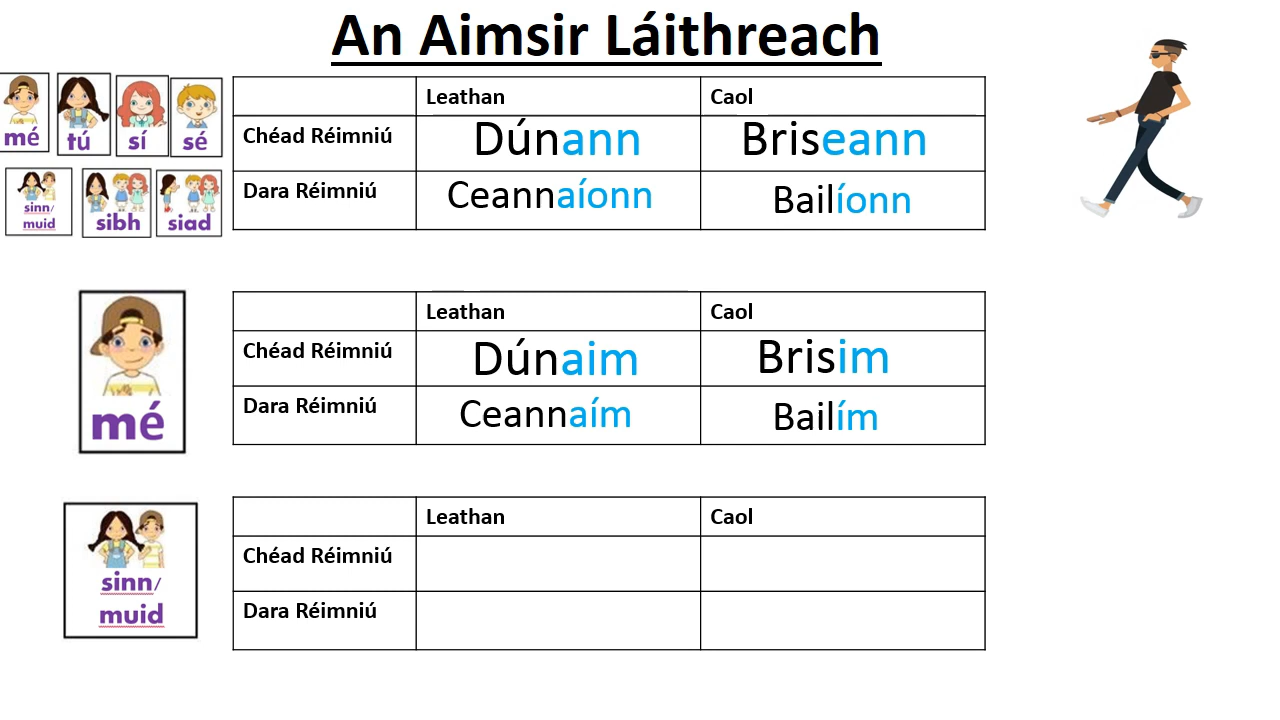 An Aimsir Láithreach
mé tú sí sé
sinn/
muid sibh siad
Leathan Caol
Chéad Réimniú Dúnann Briseann
Dara Réimniú Ceannaíonn Bailíonn
mé
Leathan Caol
Chéad Réimniú Dúnaim Brisim
Dara Réimniú Ceannaím Bailím
sinn/
muid
Leathan Caol
Chéad Réimniú
Dara Réimniú